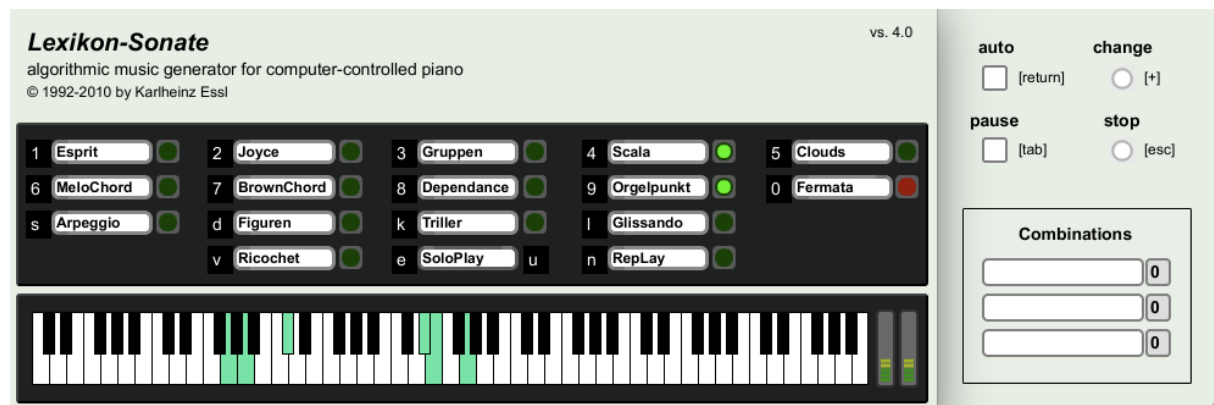 Lexikon-Sonate
vs. 4.0
algorithmic music generator for computer-controlled piano
© 1992-2010 by Karlheinz Essl
1 Esprit 2 Joyce 3 Gruppen 4 Scala 5 Clouds
6 MeloChord 7 BrownChord 8 Dependance 9 Orgelpunkt 0 Fermata
s Arpeggio d Figuren k Triller l Glissando
v Ricochet e SoloPlay u n RepLay
auto change
[return] [+]
pause stop
[tab] [esc]
Combinations
0
0
0